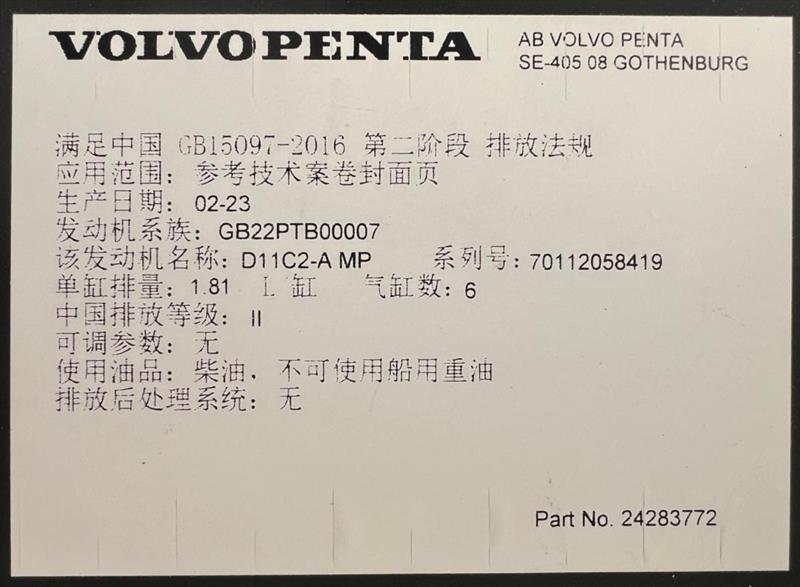 VOLVO PENTA
AB VOLVO PENTA
SE-405 08 GOTHENBURG
满足中国 GB15097-2016 第二阶段 排放法规
应用范围：参考技术案卷封面页
生产日期：02-23
发动机系族：GB22PTB00007
该发动机名称：D11C2-A MP 系列号：70112058419
单缸排量：1.81 L 缸 气缸数：6
中国排放等级：II
可调参数：无
使用油品：柴油，不可使用船用重油
排放后处理系统：无
Part No. 24283772